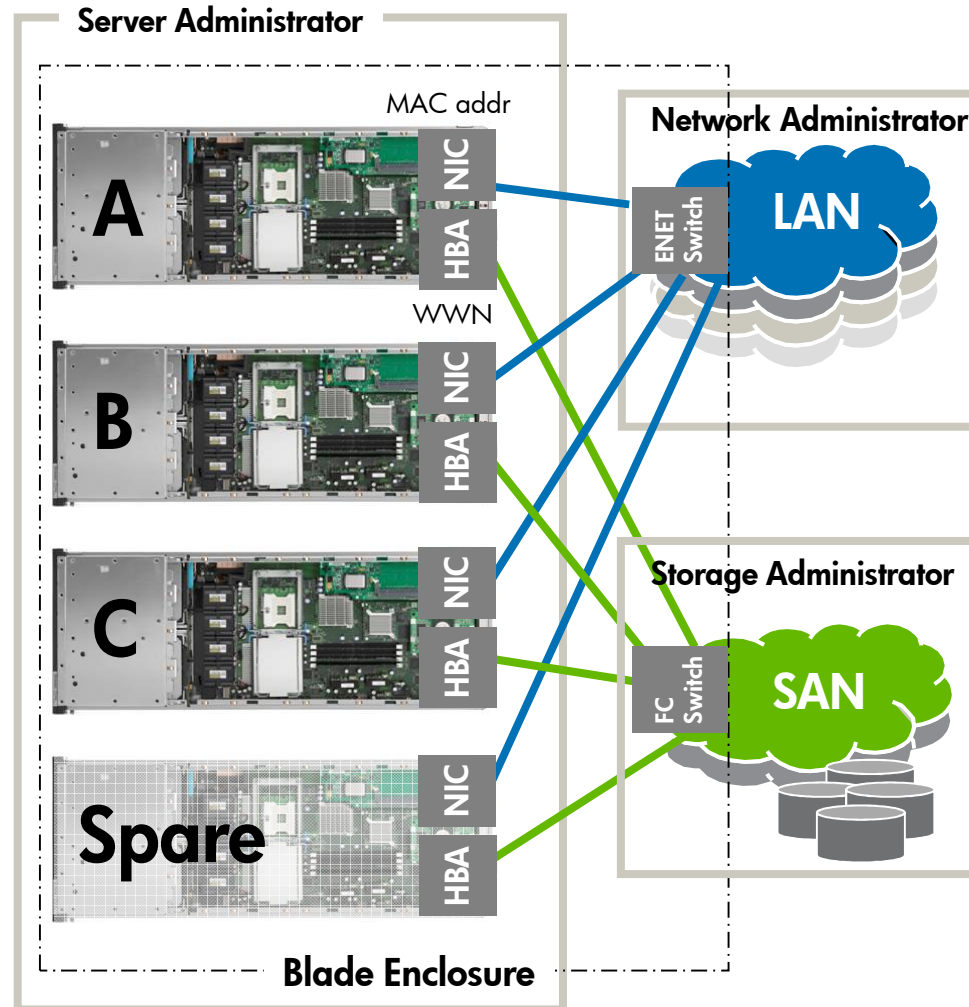 Server Administrator
MAC addr
Network Administrator
A
NIC
HBA
ENET
Switch
LAN
WWN
B
NIC
HBA
C
NIC
HBA
Storage Administrator
FC
Switch
SAN
Spare
NIC
HBA
Blade Enclosure